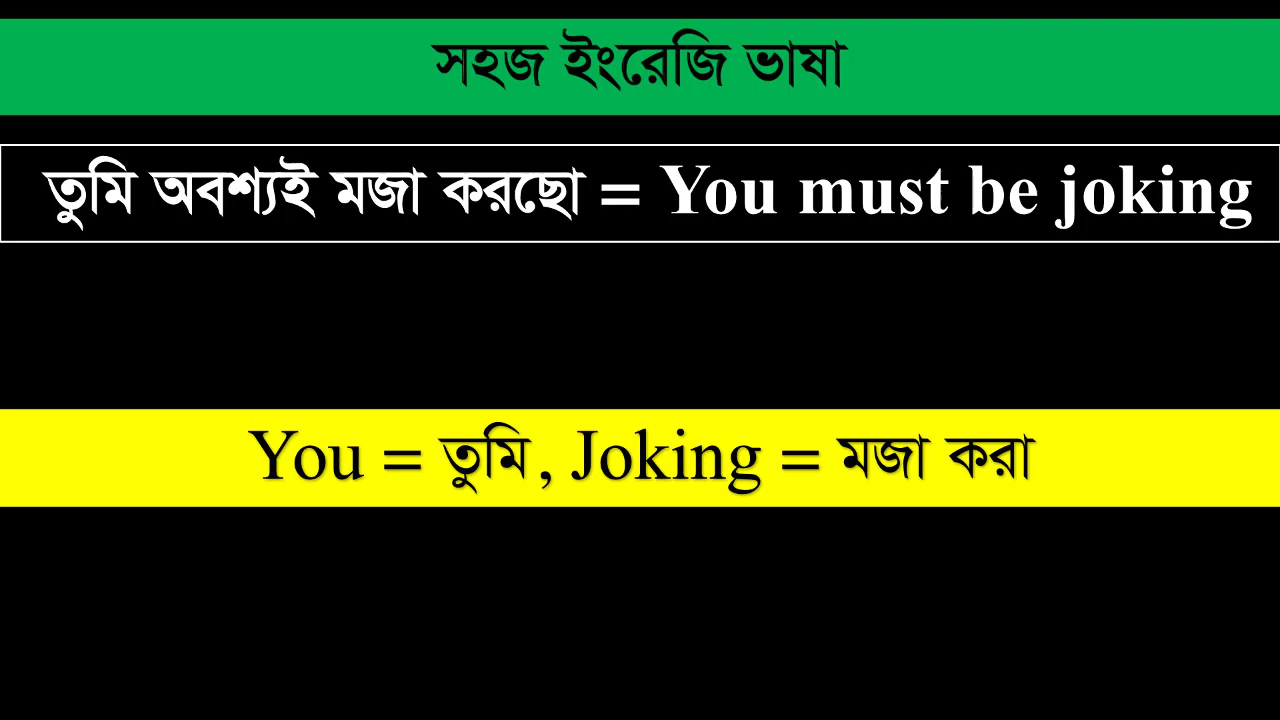 সহজ ইংরেজি ভাষা
তুমি অবশ্যই মজা করছো = You must be joking
You = তুমি, Joking = মজা করা